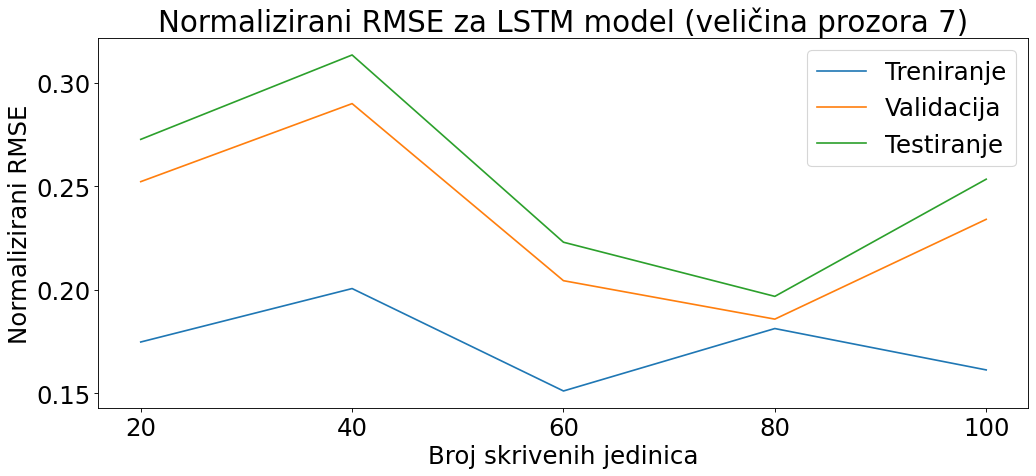 Normalizirani RMSE za LSTM model (veličina prozora 7)
Treniranje
Validacija
Testiranje
Normalizirani RMSE
0.30
0.25
0.20
0.15
20 40 60 80 100
Broj skrivenih jedinica